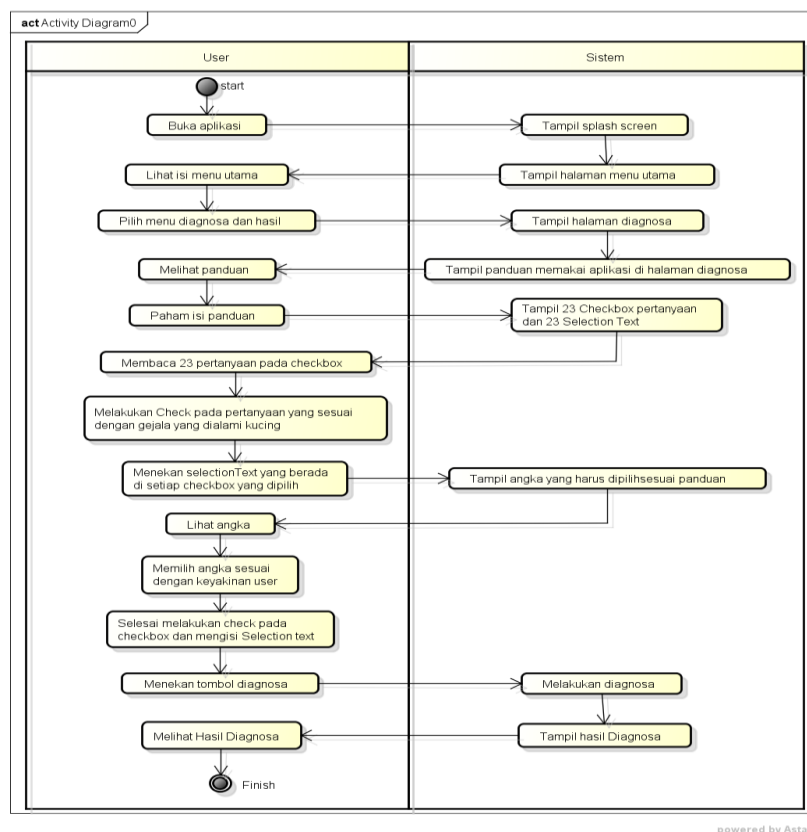 act Activity Diagram0
User
Sistem
start
Buka aplikasi
Tampil splash screen
Lihat isi menu utama
Tampil halaman menu utama
Pilih menu diagnosa dan hasil
Tampil halaman diagnosa
Melihat panduan
Tampil panduan memakai aplikasi di halaman diagnosa
Paham isi panduan
Tampil 23 Checkbox pertanyaan
dan 23 Selection Text
Membaca 23 pertanyaan pada checkbox
Melakukan Check pada pertanyaan yang sesuai
dengan gejala yang dialami kucing
Menekan selectionText yang berada
di setiap checkbox yang dipilih
Tampil angka yang harus dipilihsesuai panduan
Lihat angka
Memilih angka sesuai
dengan keyakinan user
Selesai melakukan check pada
checkbox dan mengisi Selection text
Menekan tombol diagnosa
Melakukan diagnosa
Melihat Hasil Diagnosa
Tampil hasil Diagnosa
Finish
powered by Asta